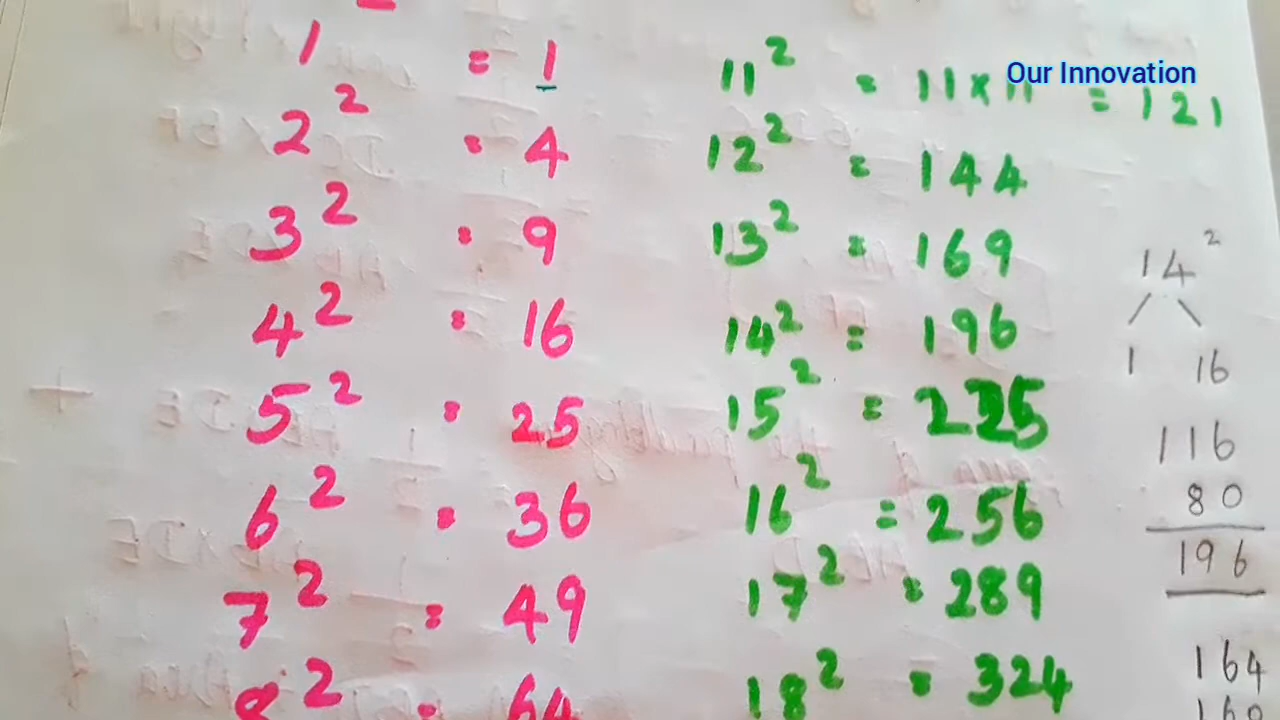 1² = 1
2² = 4
3² = 9
4² = 16
5² = 25
6² = 36
7² = 49
8² = 64
11² = 11 x 11 = 121
12² = 144
13² = 169
14² = 196
15² = 225
16² = 256
17² = 289
18² = 324
Our Innovation
14²
1 16
116
80
196
164